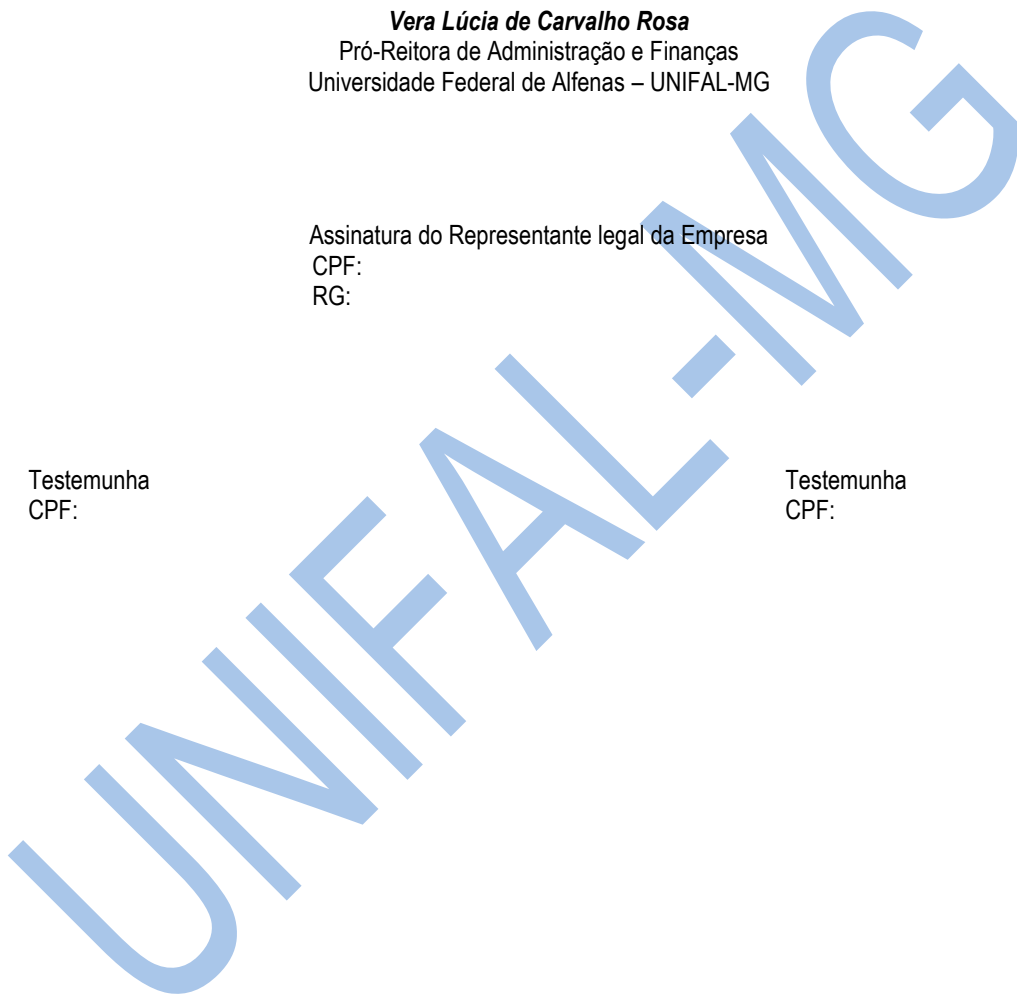 Vera Lúcia de Carvalho Rosa
Pró-Reitora de Administração e Finanças
Universidade Federal de Alfenas – UNIFAL-MG
Assinatura do Representante legal da Empresa
CPF:
RG:
Testemunha
CPF:
Testemunha
CPF:
UNIFAL-MG